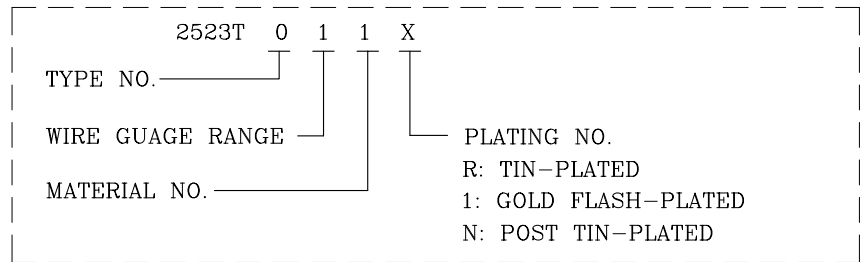 2523T 0 1 1 X
TYPE NO.
WIRE GUAGE RANGE
MATERIAL NO.
PLATING NO.
R: TIN-PLATED
1: GOLD FLASH-PLATED
N: POST TIN-PLATED